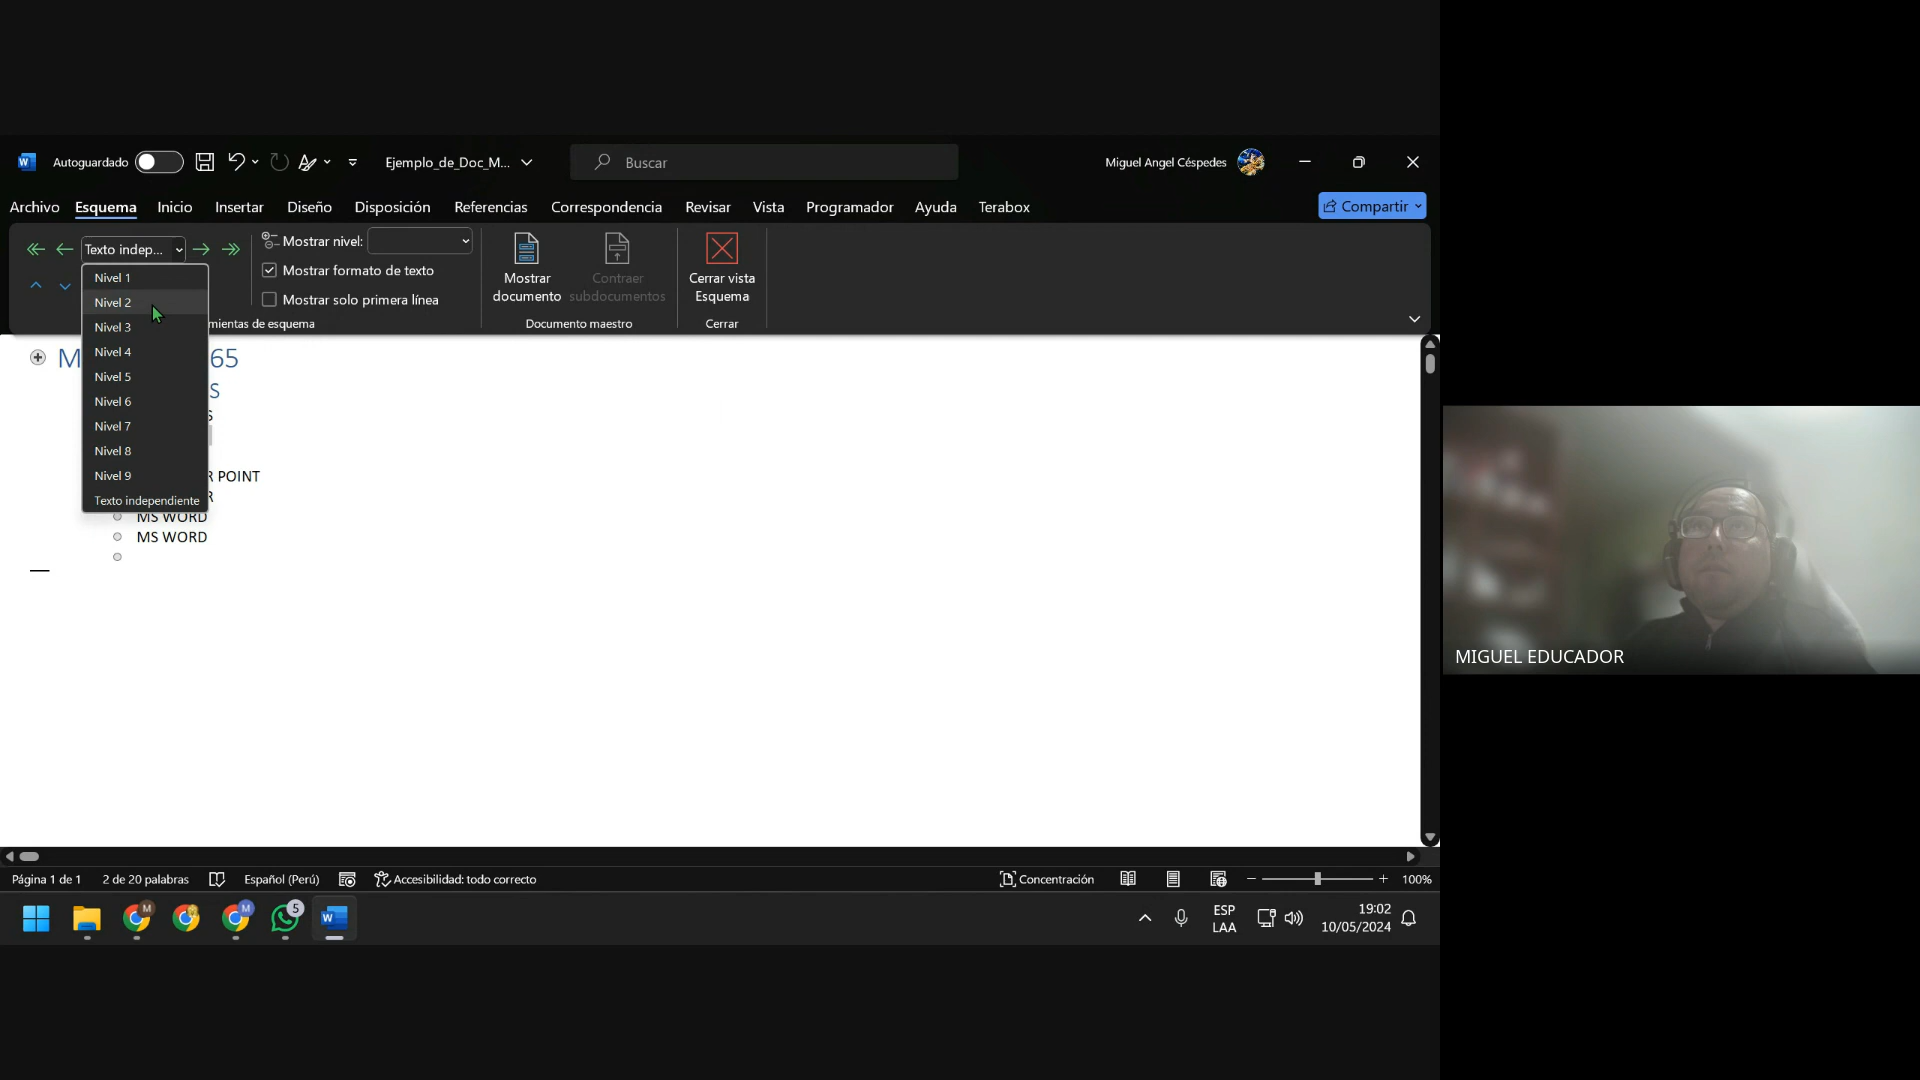 Autoguardado
Ejemplo_de_Doc_M...
Buscar
Miguel Angel Céspedes
Archivo Esquema Inicio Insertar Diseño Disposición Referencias Correspondencia Revisar Vista Programador Ayuda Terabox
Compartir
Texto indep...
Mostrar nivel:
Mostrar formato de texto
Mostrar solo primera línea
mientas de esquema
Mostrar documento
Contraer subdocumentos
Documento maestro
Cerrar vista Esquema
Cerrar
Nivel 1
Nivel 2
Nivel 3
Nivel 4
Nivel 5
Nivel 6
Nivel 7
Nivel 8
Nivel 9
Texto independiente
M 65
S
S
R POINT
R
MS WORD
MS WORD
MIGUEL EDUCADOR
Página 1 de 1 2 de 20 palabras Español (Perú) Accesibilidad: todo correcto Concentración 100%
M M 5
ESP
LAA
19:02
10/05/2024